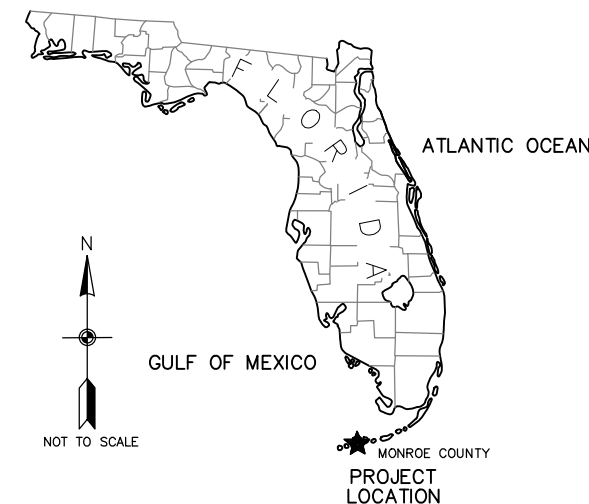 FLORIDA
ATLANTIC OCEAN
N
GULF OF MEXICO
NOT TO SCALE
MONROE COUNTY
PROJECT
LOCATION